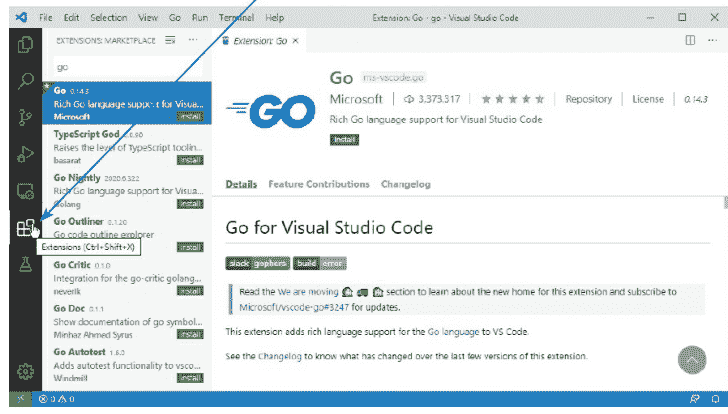 File Edit Selection View Go Run Terminal Help
Extension: Go - go - Visual Studio Code
EXTENSIONS: MARKETPLACE
go
Go 0.14.3
Rich Go language support for Visua...
Microsoft Install
TypeScript God
Raises the level of TypeScript toolin...
basarat Install
Go Nightly 2020.6.322
Rich Go language support for Visua...
Golang Install
Go Outliner 0.1.20
Go code outline explorer
Install
Extensions (Ctrl+Shift+X)
Go Critic 0.1.0
Integration for the go-critic golang...
neverlk Install
Go Doc 0.1.1
Show documentation of go symbol...
Minhaz Ahmed Syrus Install
Go Autotest 1.6.0
Adds autotest functionality to vsco...
Windmill Install
Extension: Go
GO
Go ms-vscode.go
Microsoft 3,373,317 Repository License 0.14.3
Rich Go language support for Visual Studio Code
Install
Details Feature Contributions Changelog
Go for Visual Studio Code
slack gophers build error
Read the We are moving section to learn about the new home for this extension and subscribe to
Microsoft/vscode-go#3247 for updates.
This extension adds rich language support for the Go language to VS Code.
See the Changelog to know what has changed over the last few versions of this extension.
0 0